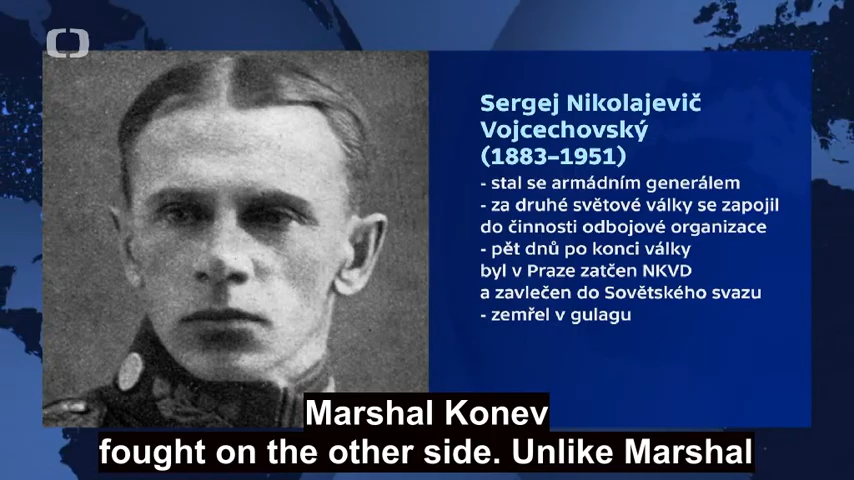 Sergej Nikolajevič
Vojcechovský
(1883–1951)
- stal se armádním generálem
- za druhé světové války se zapojil
do činnosti odbojové organizace
- pět dnů po konci války
byl v Praze zatčen NKVD
a zavlečen do Sovětského svazu
- zemřel v gulagu
Marshal Konev
fought on the other side. Unlike Marshal